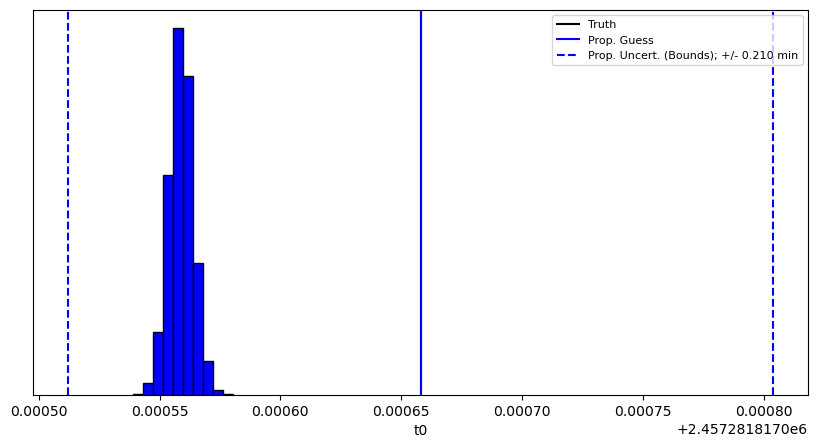 Truth
Prop. Guess
Prop. Uncert. (Bounds); +/- 0.210 min
0.00050 0.00055 0.00060 0.00065 0.00070 0.00075 0.00080
t0
+2.4572818170e6